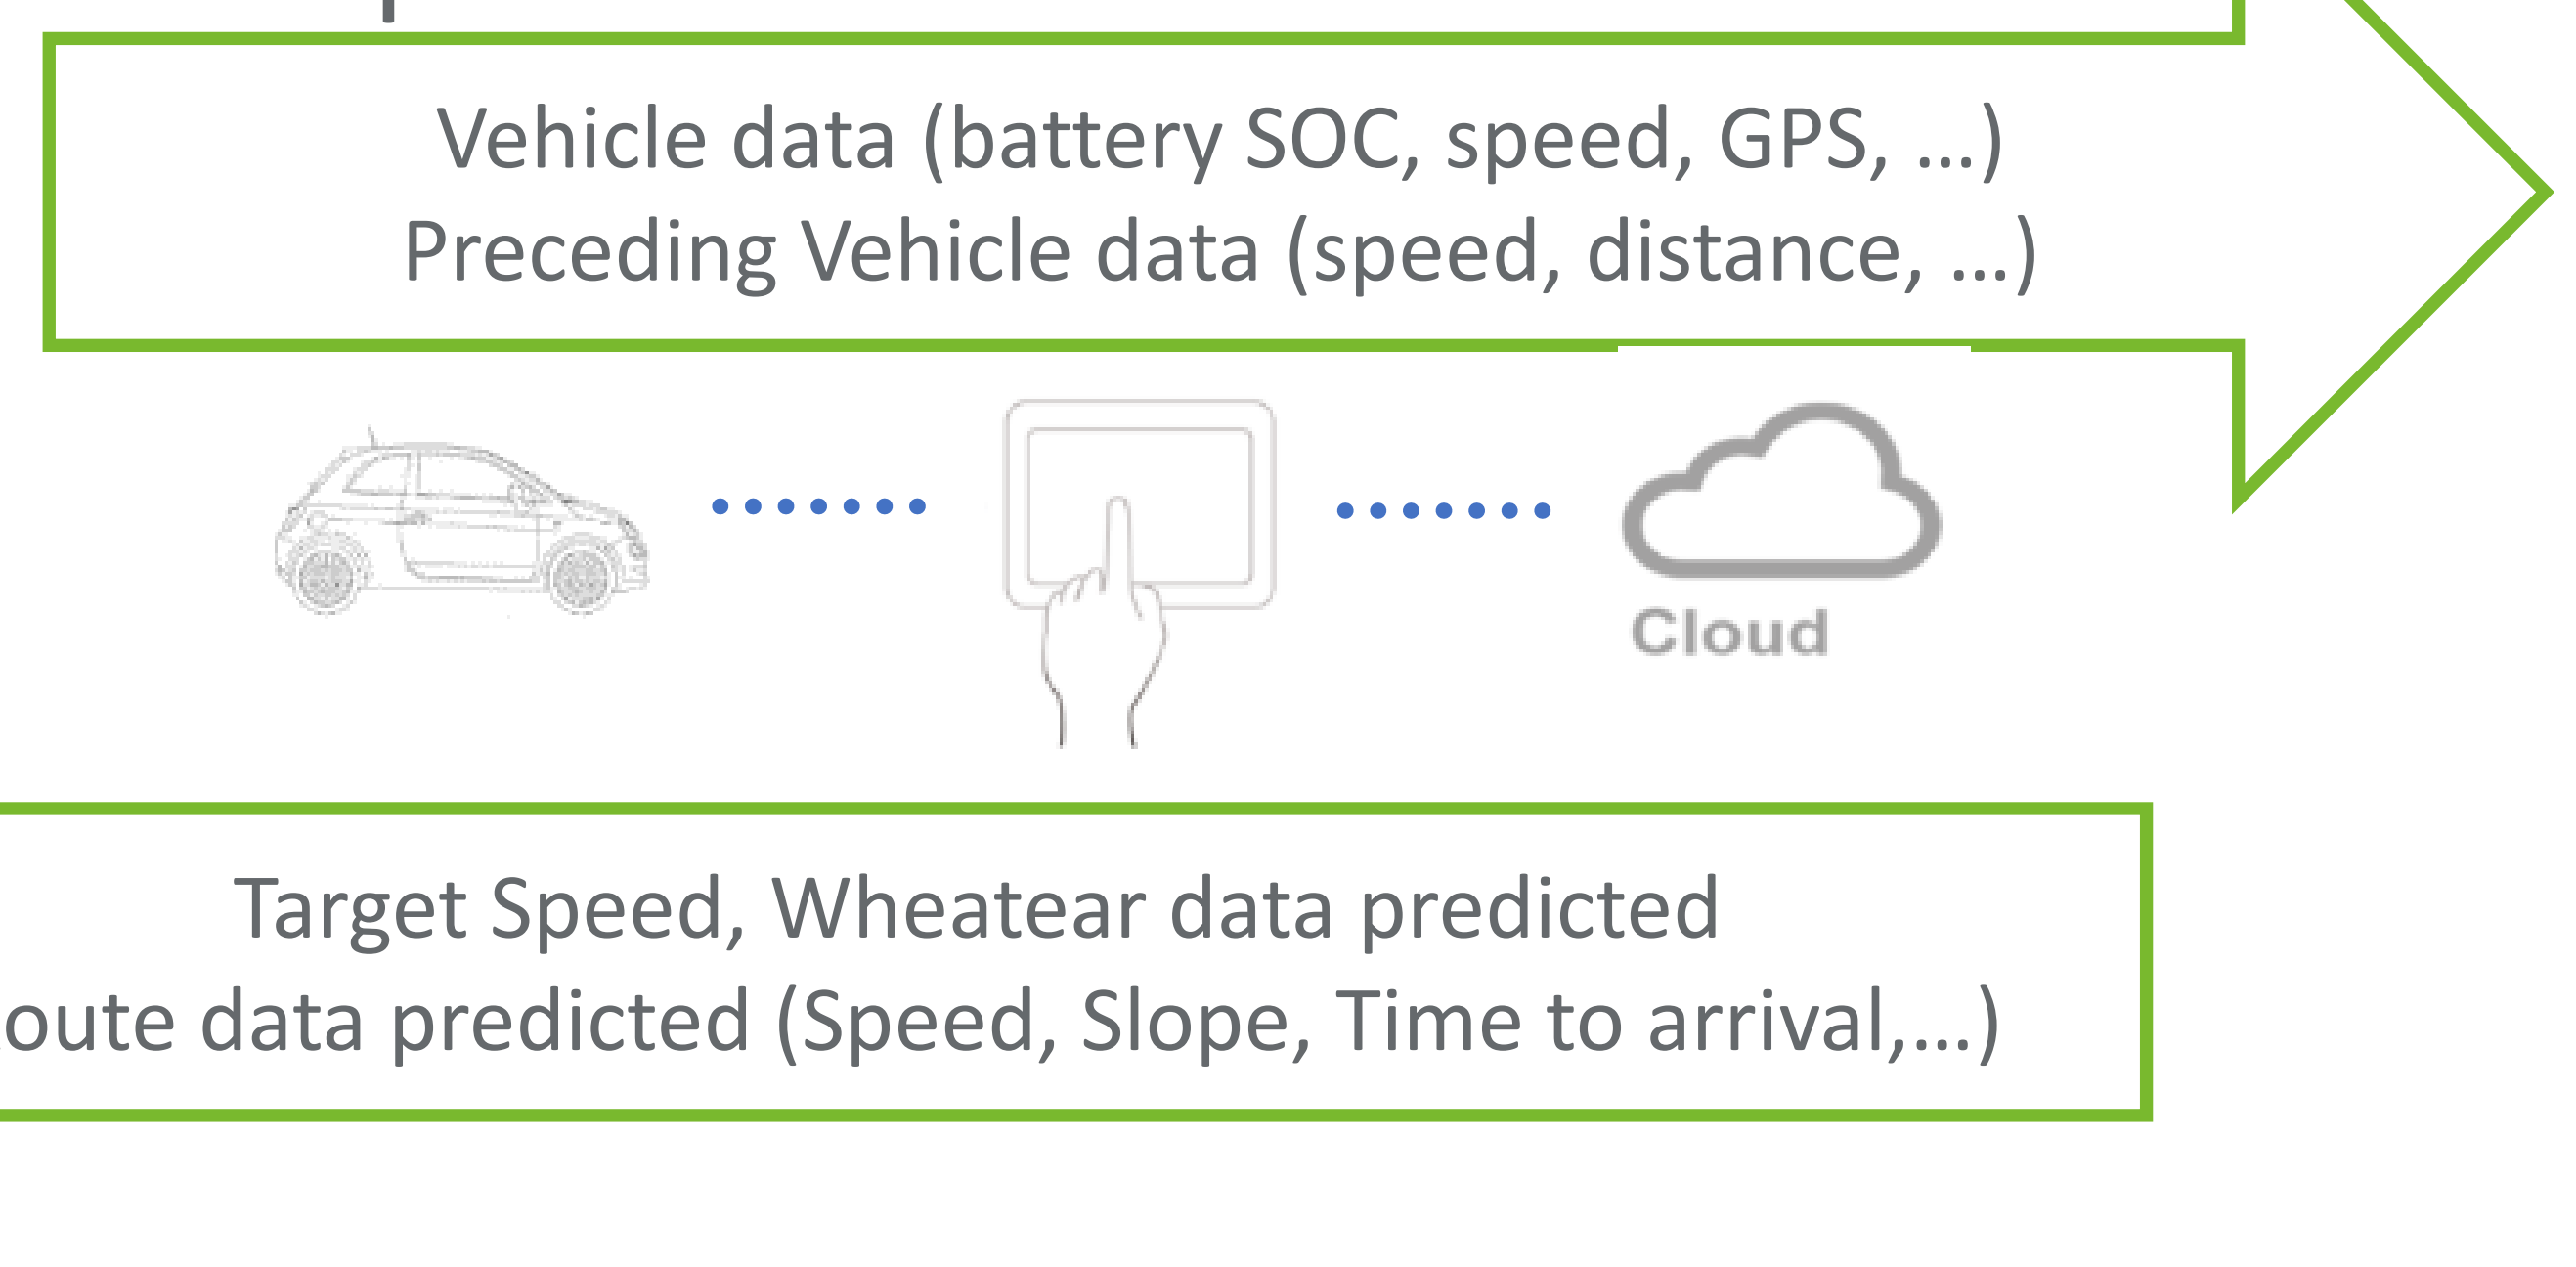 Vehicle data (battery SOC, speed, GPS, ...)
Preceding Vehicle data (speed, distance, ...)
Cloud
Target Speed, Wheatear data predicted
oute data predicted (Speed, Slope, Time to arrival,...)